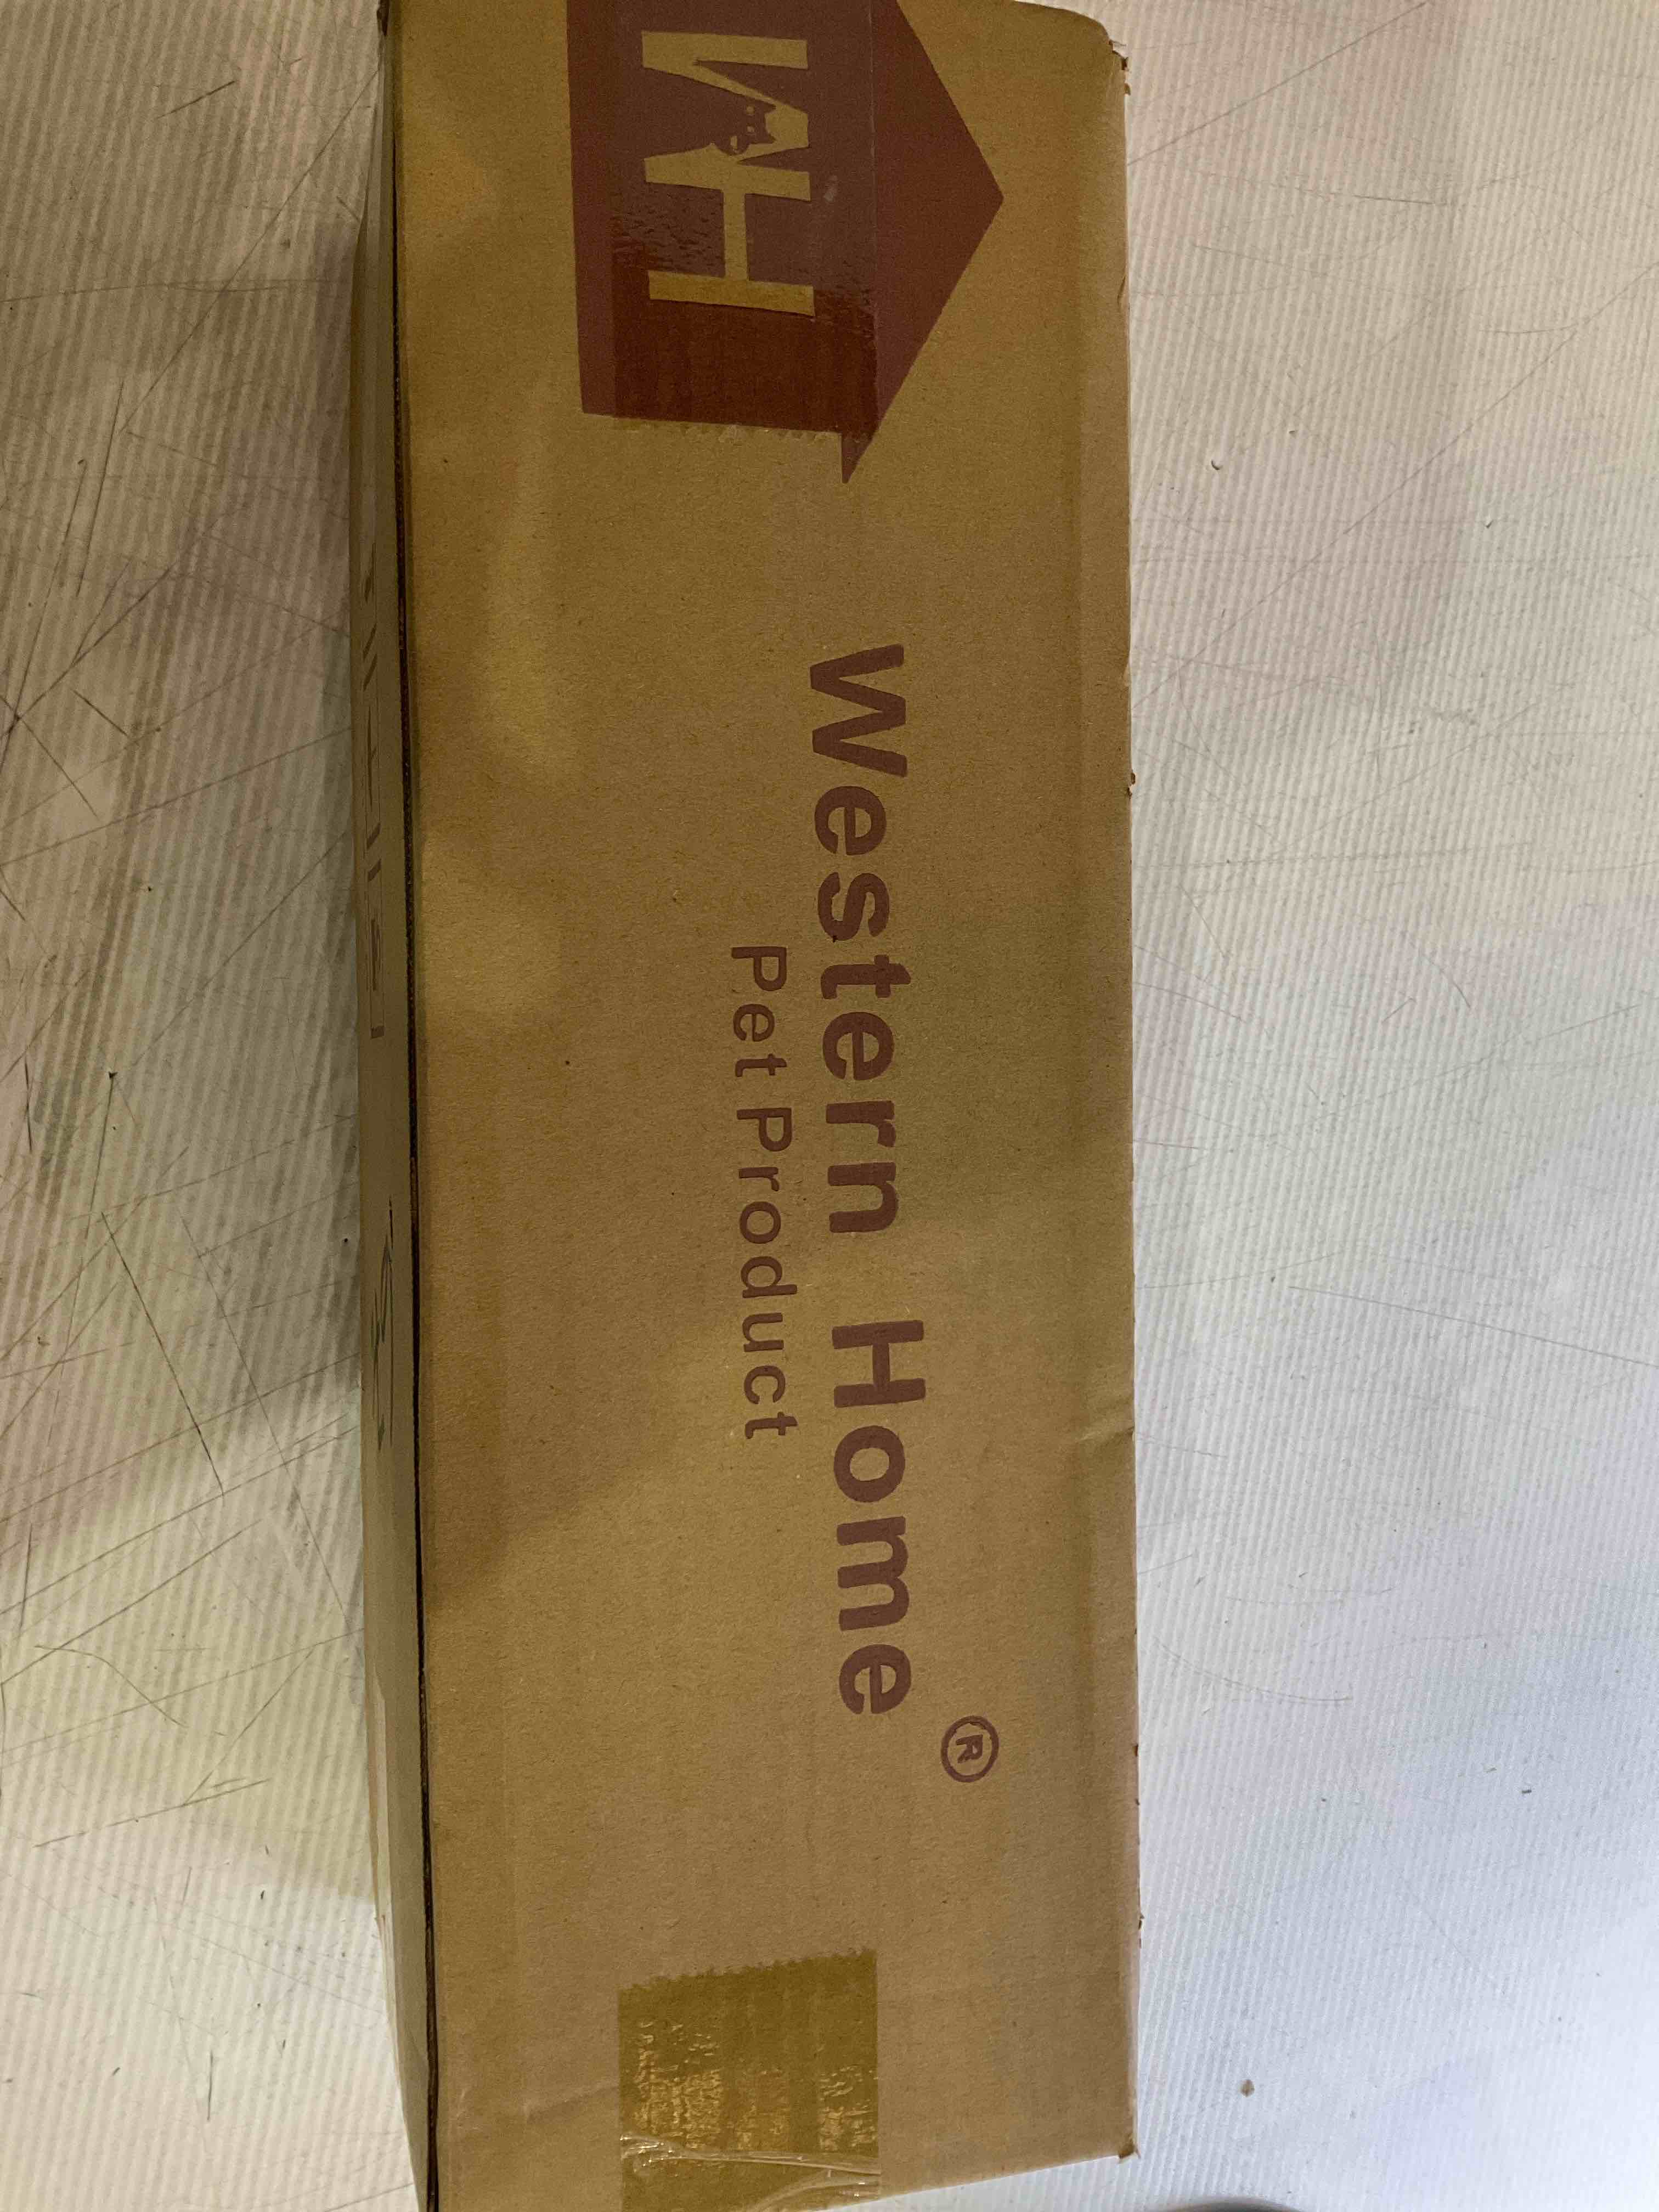 WH
Western Home ®
Pet Product